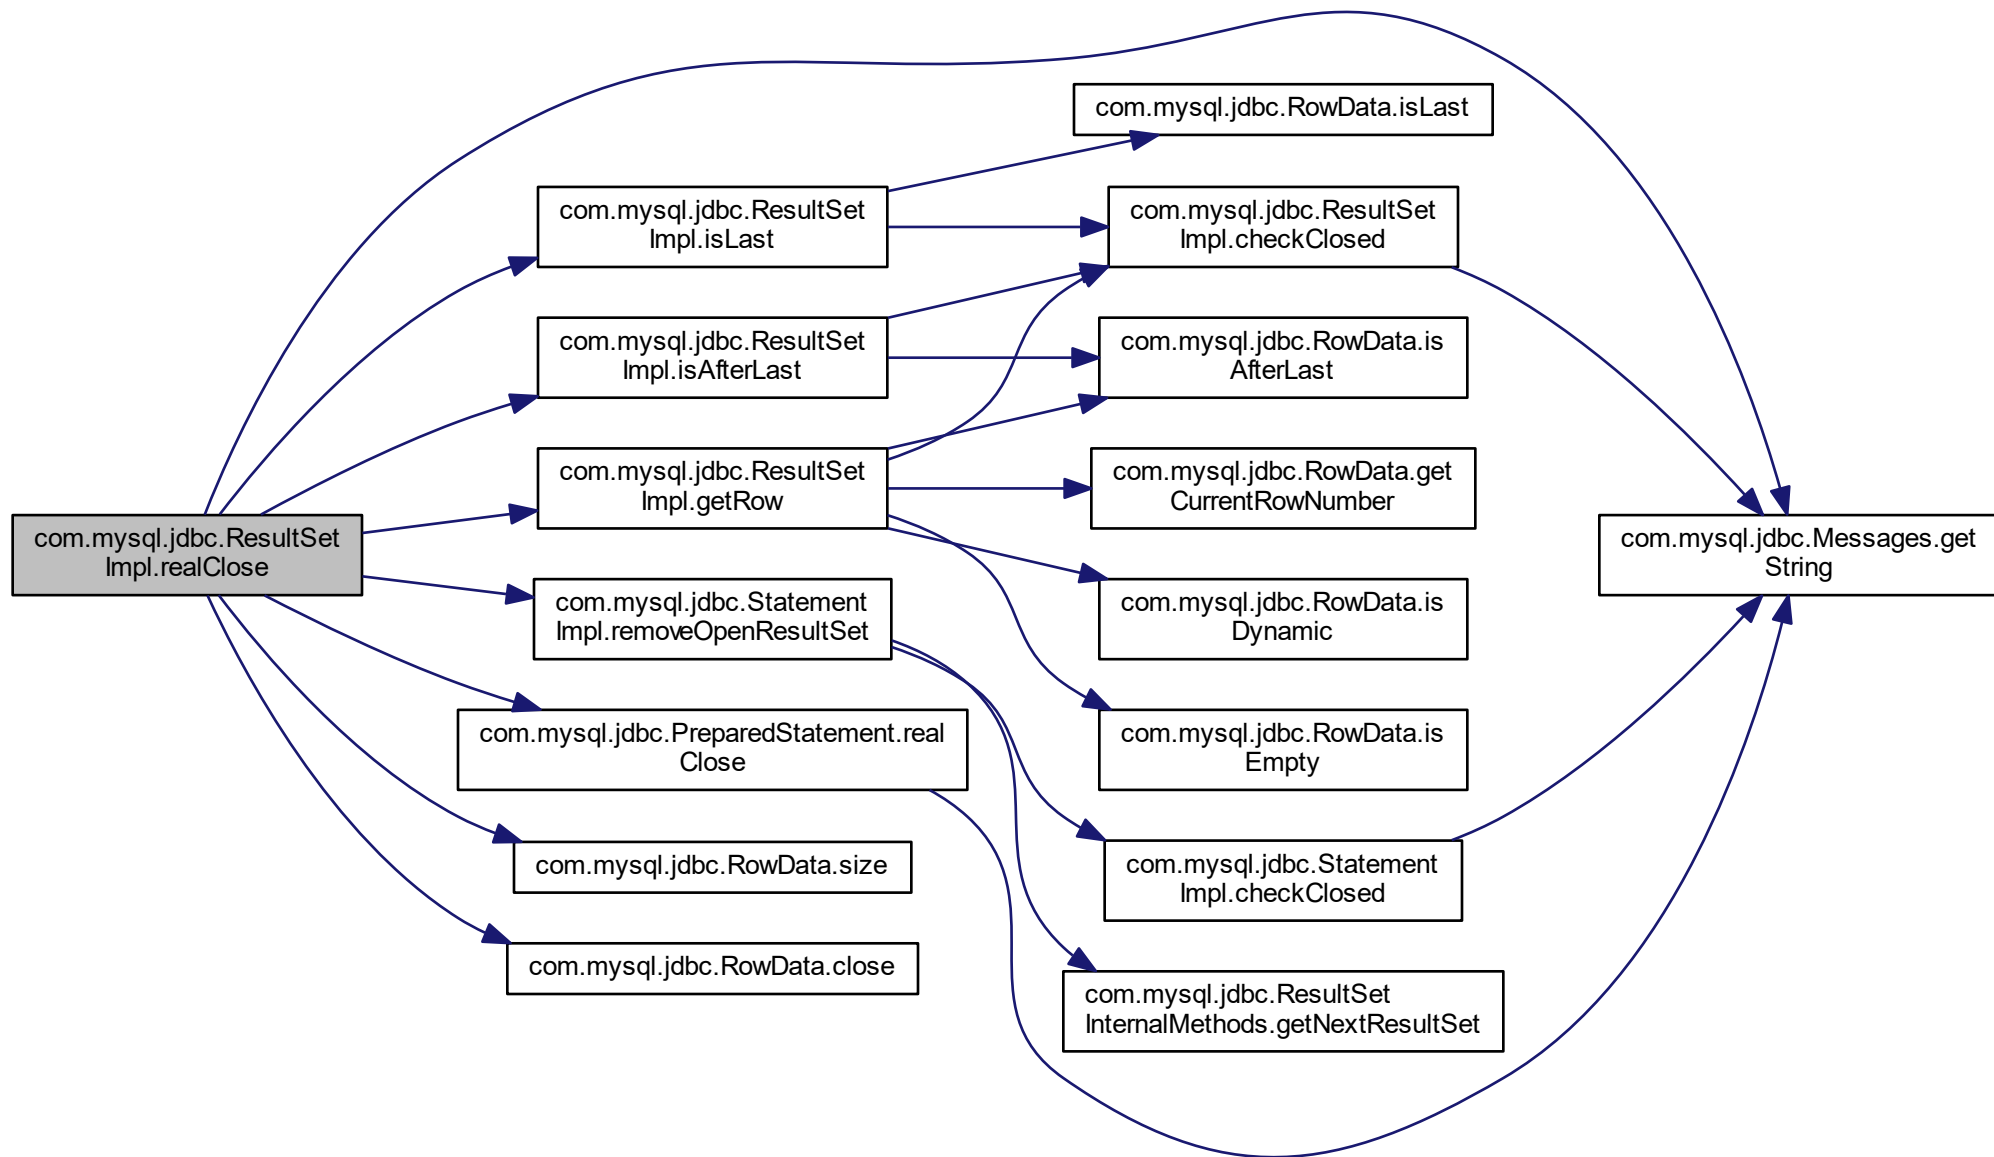 com.mysql.jdbc.ResultSet
Impl.realClose
com.mysql.jdbc.ResultSet
Impl.isLast
com.mysql.jdbc.ResultSet
Impl.isAfterLast
com.mysql.jdbc.ResultSet
Impl.getRow
com.mysql.jdbc.Statement
Impl.removeOpenResultSet
com.mysql.jdbc.PreparedStatement.real
Close
com.mysql.jdbc.RowData.size
com.mysql.jdbc.RowData.close
com.mysql.jdbc.RowData.isLast
com.mysql.jdbc.ResultSet
Impl.checkClosed
com.mysql.jdbc.RowData.is
AfterLast
com.mysql.jdbc.RowData.get
CurrentRowNumber
com.mysql.jdbc.RowData.is
Dynamic
com.mysql.jdbc.RowData.is
Empty
com.mysql.jdbc.Statement
Impl.checkClosed
com.mysql.jdbc.ResultSet
InternalMethods.getNextResultSet
com.mysql.jdbc.Messages.get
String